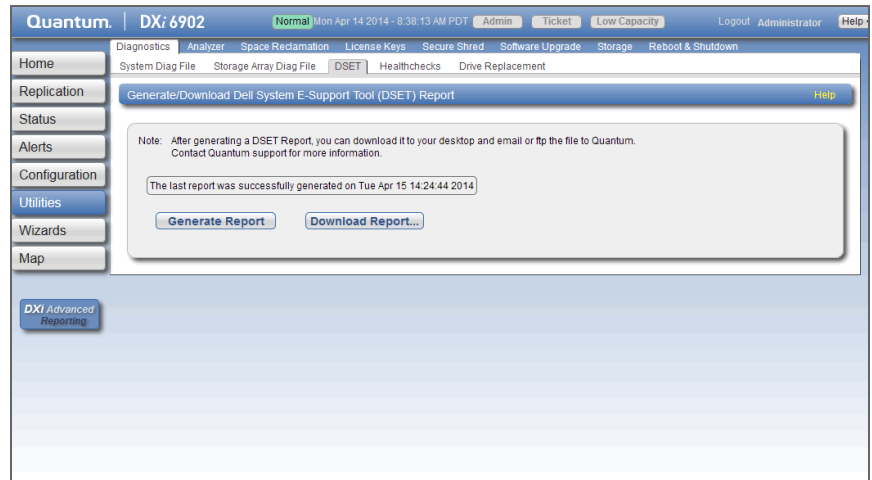 Quantum. DXi 6902 Normal Mon Apr 14 2014 - 8:38:13 AM PDT Admin Ticket Low Capacity Logout Administrator Help
Diagnostics Analyzer Space Reclamation License Keys Secure Shred Software Upgrade Storage Reboot & Shutdown
System Diag File Storage Array Diag File DSET Healthchecks Drive Replacement
Home
Replication
Status
Alerts
Configuration
Utilities
Wizards
Map
DXi Advanced
Reporting
Generate/Download Dell System E-Support Tool (DSET) Report Help
Note: After generating a DSET Report, you can download it to your desktop and email or ftp the file to Quantum.
Contact Quantum support for more information.
The last report was successfully generated on Tue Apr 15 14:24:44 2014
Generate Report Download Report...